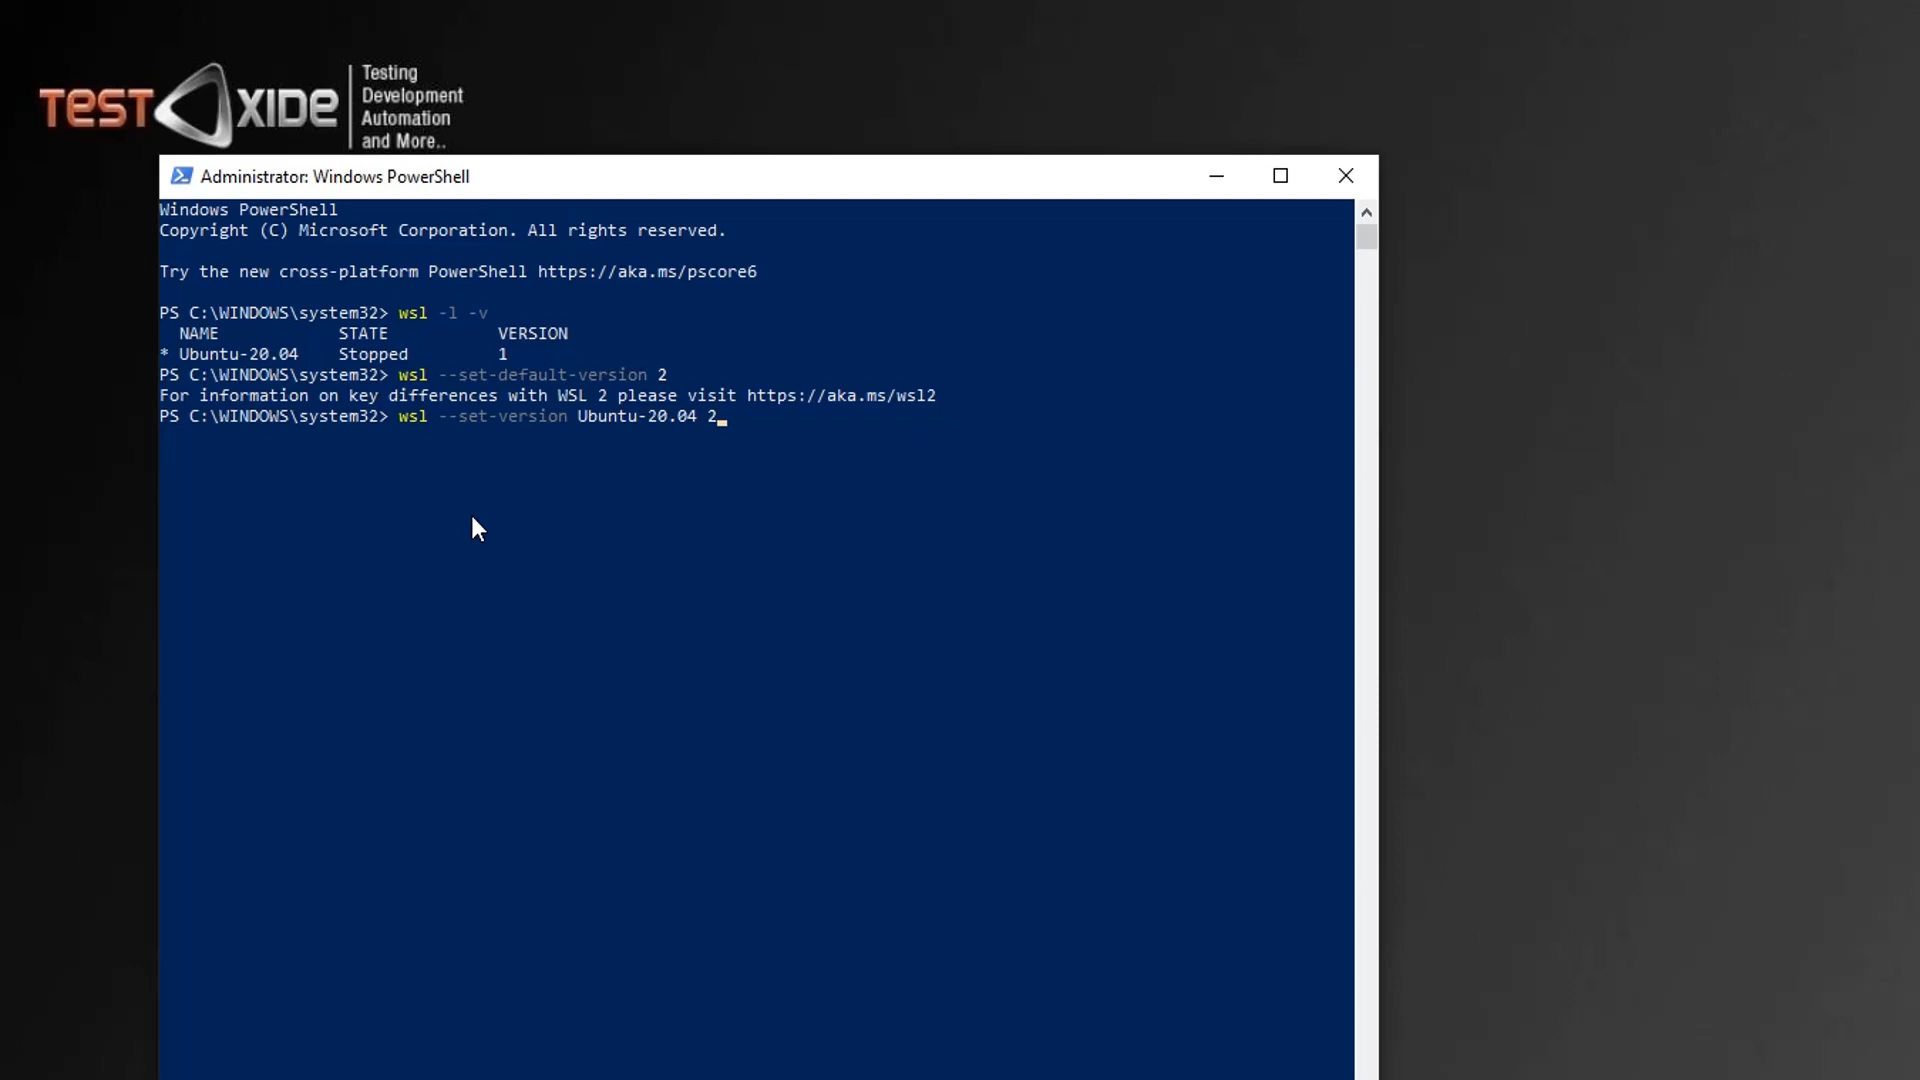 TEST OXIDE
Testing
Development
Automation
and More..
Administrator: Windows PowerShell
Windows PowerShell
Copyright (C) Microsoft Corporation. All rights reserved.
Try the new cross-platform PowerShell https://aka.ms/pscore6
PS C:\WINDOWS\system32> wsl -l -v
  NAME            STATE           VERSION
* Ubuntu-20.04    Stopped         1
PS C:\WINDOWS\system32> wsl --set-default-version 2
For information on key differences with WSL 2 please visit https://aka.ms/wsl2
PS C:\WINDOWS\system32> wsl --set-version Ubuntu-20.04 2